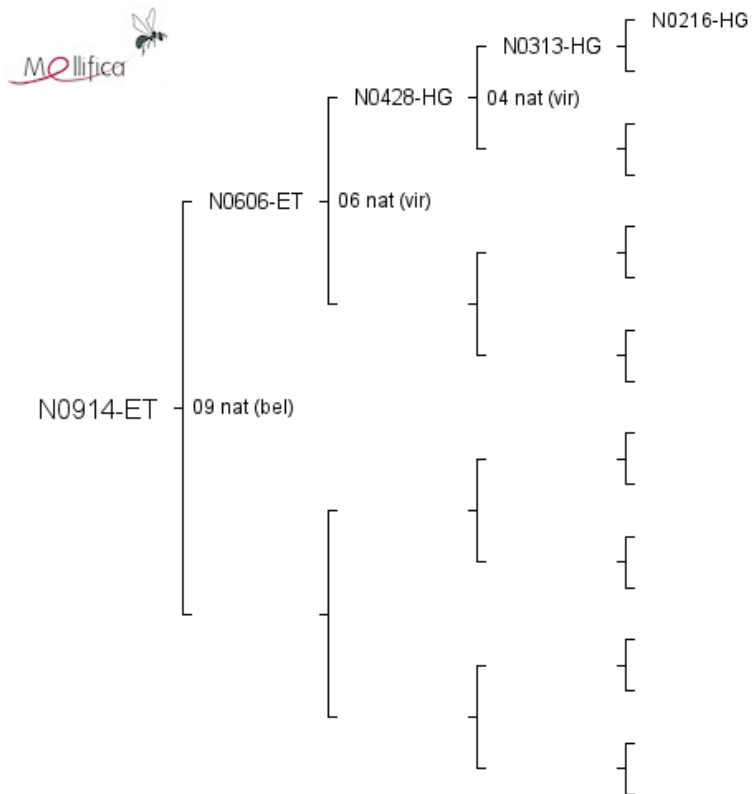 Mellifica
N0216-HG
N0313-HG
N0428-HG
04 nat (vir)
N0606-ET
06 nat (vir)
N0914-ET
09 nat (bel)